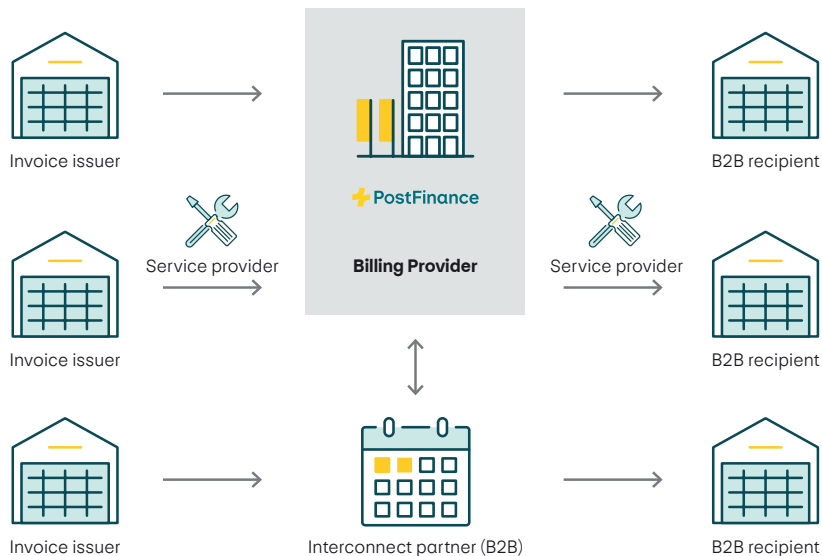 Invoice issuer
B2B recipient
PostFinance
Service provider
Billing Provider
Service provider
Invoice issuer
B2B recipient
Invoice issuer
Interconnect partner (B2B)
B2B recipient